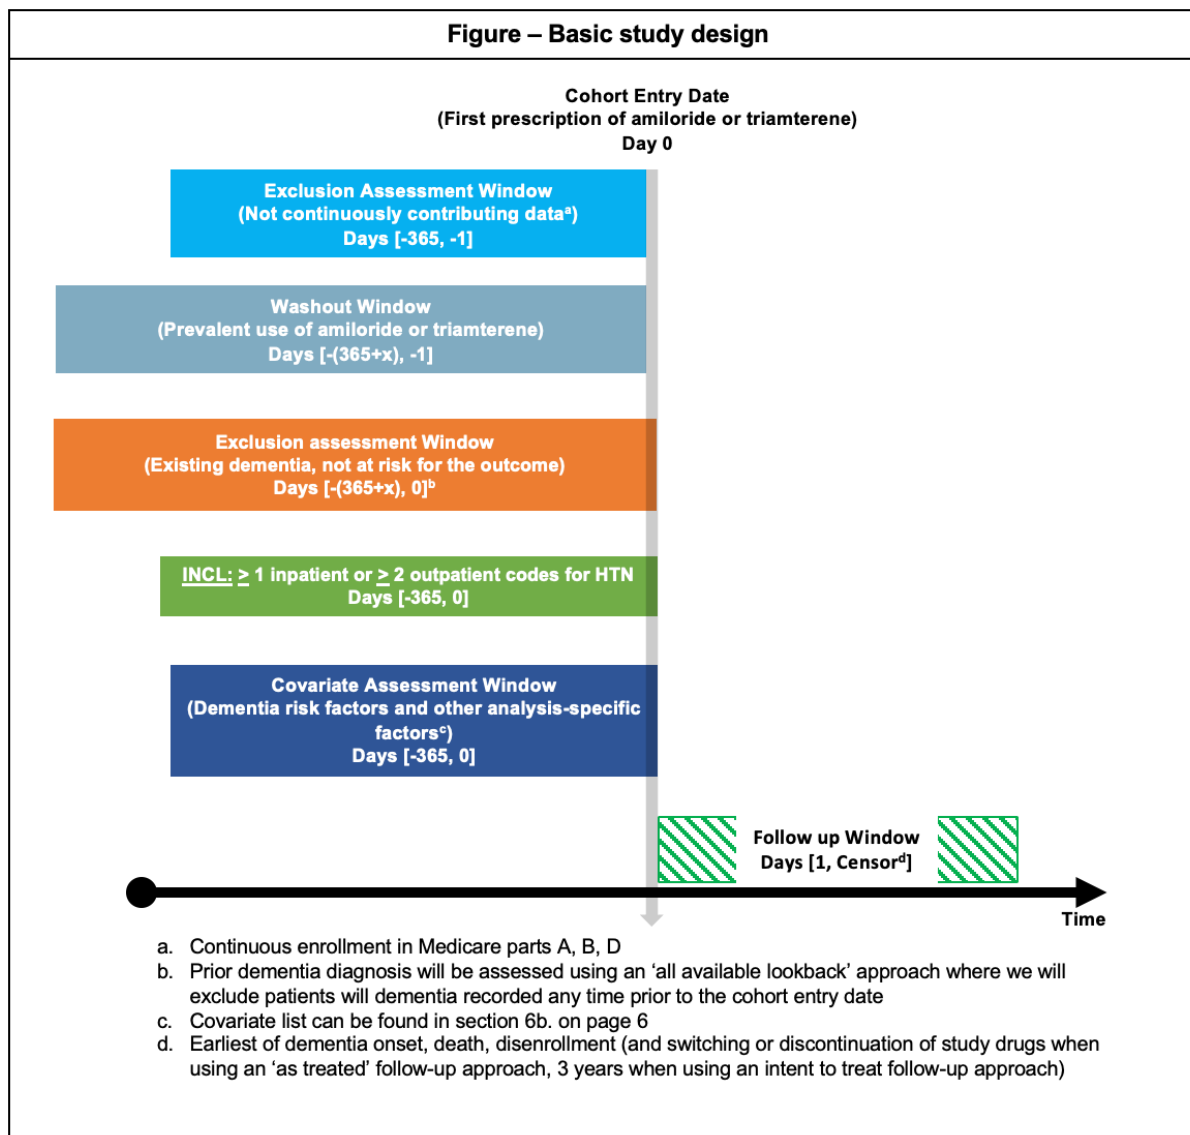 Figure – Basic study design
Cohort Entry Date
(First prescription of amiloride or triamterene)
Day 0
Exclusion Assessment Window
(Not continuously contributing dataᵃ)
Days [-365, -1]
Washout Window
(Prevalent use of amiloride or triamterene)
Days [-(365+x), -1]
Exclusion assessment Window
(Existing dementia, not at risk for the outcome)
Days [-(365+x), 0]ᵇ
INCL: ≥ 1 inpatient or ≥ 2 outpatient codes for HTN
Days [-365, 0]
Covariate Assessment Window
(Dementia risk factors and other analysis-specific
factorsᶜ)
Days [-365, 0]
Follow up Window
Days [1, Censorᵈ]
Time
a. Continuous enrollment in Medicare parts A, B, D
b. Prior dementia diagnosis will be assessed using an ‘all available lookback’ approach where we will
exclude patients will dementia recorded any time prior to the cohort entry date
c. Covariate list can be found in section 6b. on page 6
d. Earliest of dementia onset, death, disenrollment (and switching or discontinuation of study drugs when
using an ‘as treated’ follow-up approach, 3 years when using an intent to treat follow-up approach)